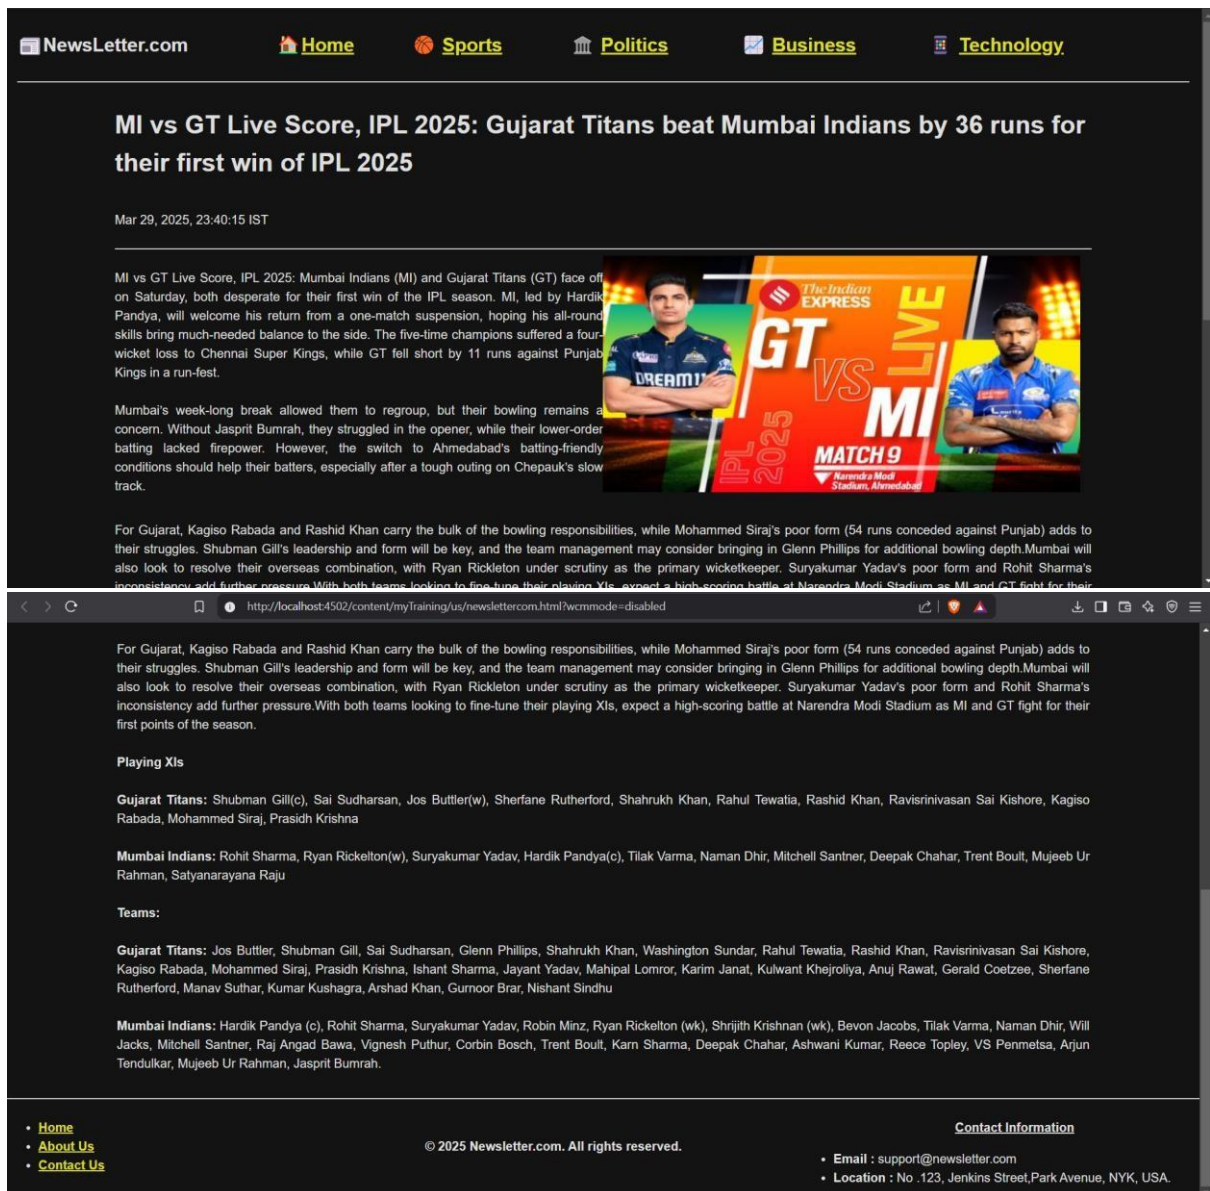 NewsLetter.com
Home
Sports
Politics
Business
Technology
MI vs GT Live Score, IPL 2025: Gujarat Titans beat Mumbai Indians by 36 runs for
their first win of IPL 2025
Mar 29, 2025, 23:40:15 IST
MI vs GT Live Score, IPL 2025: Mumbai Indians (MI) and Gujarat Titans (GT) face off
on Saturday, both desperate for their first win of the IPL season. MI, led by Hardik
Pandya, will welcome his return from a one-match suspension, hoping his all-round
skills bring much-needed balance to the side. The five-time champions suffered a four-
wicket loss to Chennai Super Kings, while GT fell short by 11 runs against Punjab
Kings in a run-fest.
Mumbai's week-long break allowed them to regroup, but their bowling remains a
concern. Without Jasprit Bumrah, they struggled in the opener, while their lower-order
batting lacked firepower. However, the switch to Ahmedabad's batting-friendly
conditions should help their batters, especially after a tough outing on Chepauk's slow
track.
The Indian
EXPRESS
LIVE
GT
VS
MI
IPL
2025
MATCH 9
Narendra Modi
Stadium, Ahmedabad
DREAM11
For Gujarat, Kagiso Rabada and Rashid Khan carry the bulk of the bowling responsibilities, while Mohammed Siraj's poor form (54 runs conceded against Punjab) adds to
their struggles. Shubman Gill's leadership and form will be key, and the team management may consider bringing in Glenn Phillips for additional bowling depth.Mumbai will
also look to resolve their overseas combination, with Ryan Rickleton under scrutiny as the primary wicketkeeper. Suryakumar Yadav's poor form and Rohit Sharma's
inconsistency add further pressure.With both teams looking to fine-tune their playing XIs, expect a high-scoring battle at Narendra Modi Stadium as MI and GT fight for their
http://localhost:4502/content/myTraining/us/newslettercom.html?wcmmode=disabled
For Gujarat, Kagiso Rabada and Rashid Khan carry the bulk of the bowling responsibilities, while Mohammed Siraj's poor form (54 runs conceded against Punjab) adds to
their struggles. Shubman Gill's leadership and form will be key, and the team management may consider bringing in Glenn Phillips for additional bowling depth.Mumbai will
also look to resolve their overseas combination, with Ryan Rickleton under scrutiny as the primary wicketkeeper. Suryakumar Yadav's poor form and Rohit Sharma's
inconsistency add further pressure.With both teams looking to fine-tune their playing XIs, expect a high-scoring battle at Narendra Modi Stadium as MI and GT fight for their
first points of the season.
Playing XIs
Gujarat Titans: Shubman Gill(c), Sai Sudharsan, Jos Buttler(w), Sherfane Rutherford, Shahrukh Khan, Rahul Tewatia, Rashid Khan, Ravisrinivasan Sai Kishore, Kagiso
Rabada, Mohammed Siraj, Prasidh Krishna
Mumbai Indians: Rohit Sharma, Ryan Rickelton(w), Suryakumar Yadav, Hardik Pandya(c), Tilak Varma, Naman Dhir, Mitchell Santner, Deepak Chahar, Trent Boult, Mujeeb Ur
Rahman, Satyanarayana Raju
Teams:
Gujarat Titans: Jos Buttler, Shubman Gill, Sai Sudharsan, Glenn Phillips, Shahrukh Khan, Washington Sundar, Rahul Tewatia, Rashid Khan, Ravisrinivasan Sai Kishore,
Kagiso Rabada, Mohammed Siraj, Prasidh Krishna, Ishant Sharma, Jayant Yadav, Mahipal Lomror, Karim Janat, Kulwant Khejroliya, Anuj Rawat, Gerald Coetzee, Sherfane
Rutherford, Manav Suthar, Kumar Kushagra, Arshad Khan, Gurnoor Brar, Nishant Sindhu
Mumbai Indians: Hardik Pandya (c), Rohit Sharma, Suryakumar Yadav, Robin Minz, Ryan Rickelton (wk), Shrijith Krishnan (wk), Bevon Jacobs, Tilak Varma, Naman Dhir, Will
Jacks, Mitchell Santner, Raj Angad Bawa, Vignesh Puthur, Corbin Bosch, Trent Boult, Karn Sharma, Deepak Chahar, Ashwani Kumar, Reece Topley, VS Penmetsa, Arjun
Tendulkar, Mujeeb Ur Rahman, Jasprit Bumrah.
Home
About Us
Contact Us
© 2025 Newsletter.com. All rights reserved.
Contact Information
Email : support@newsletter.com
Location : No .123, Jenkins Street,Park Avenue, NYK, USA.